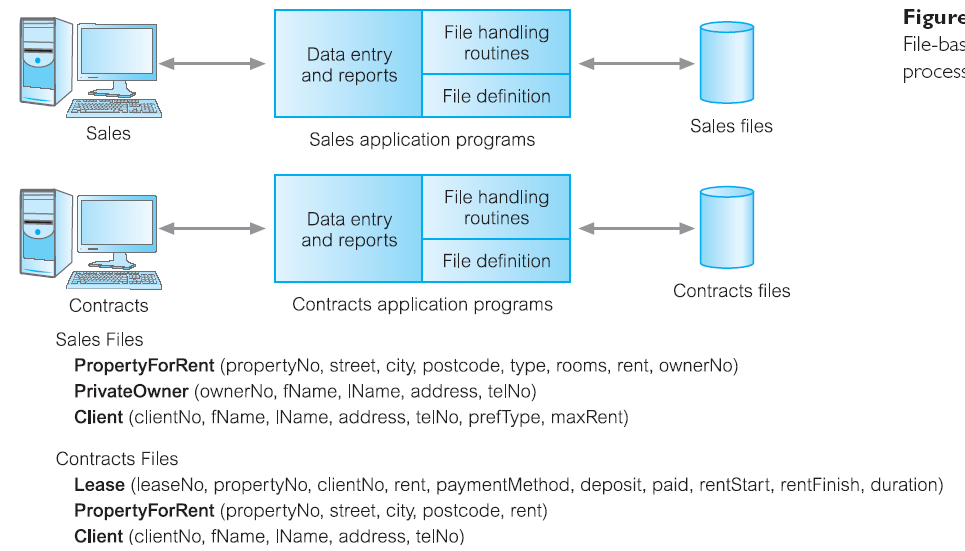 Figure
File-bas
process
Data entry
and reports
File handling
routines
File definition
Sales
Sales application programs
Sales files
Data entry
and reports
File handling
routines
File definition
Contracts
Contracts application programs
Contracts files
Sales Files
PropertyForRent (propertyNo, street, city, postcode, type, rooms, rent, ownerNo)
PrivateOwner (ownerNo, fName, lName, address, telNo)
Client (clientNo, fName, lName, address, telNo, prefType, maxRent)
Contracts Files
Lease (leaseNo, propertyNo, clientNo, rent, paymentMethod, deposit, paid, rentStart, rentFinish, duration)
PropertyForRent (propertyNo, street, city, postcode, rent)
Client (clientNo, fName, lName, address, telNo)